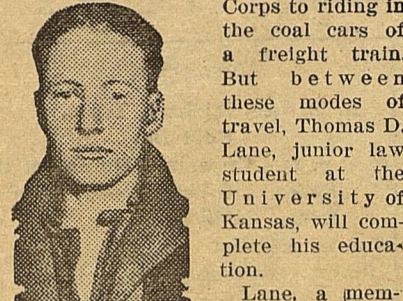 Corps to riding in
the coal cars of
a freight train.
But between
these modes of
travel, Thomas D.
Lane, junior law
student at the
University of
Kansas, will com-
plete his educa-
tion.
Lane, a mem-